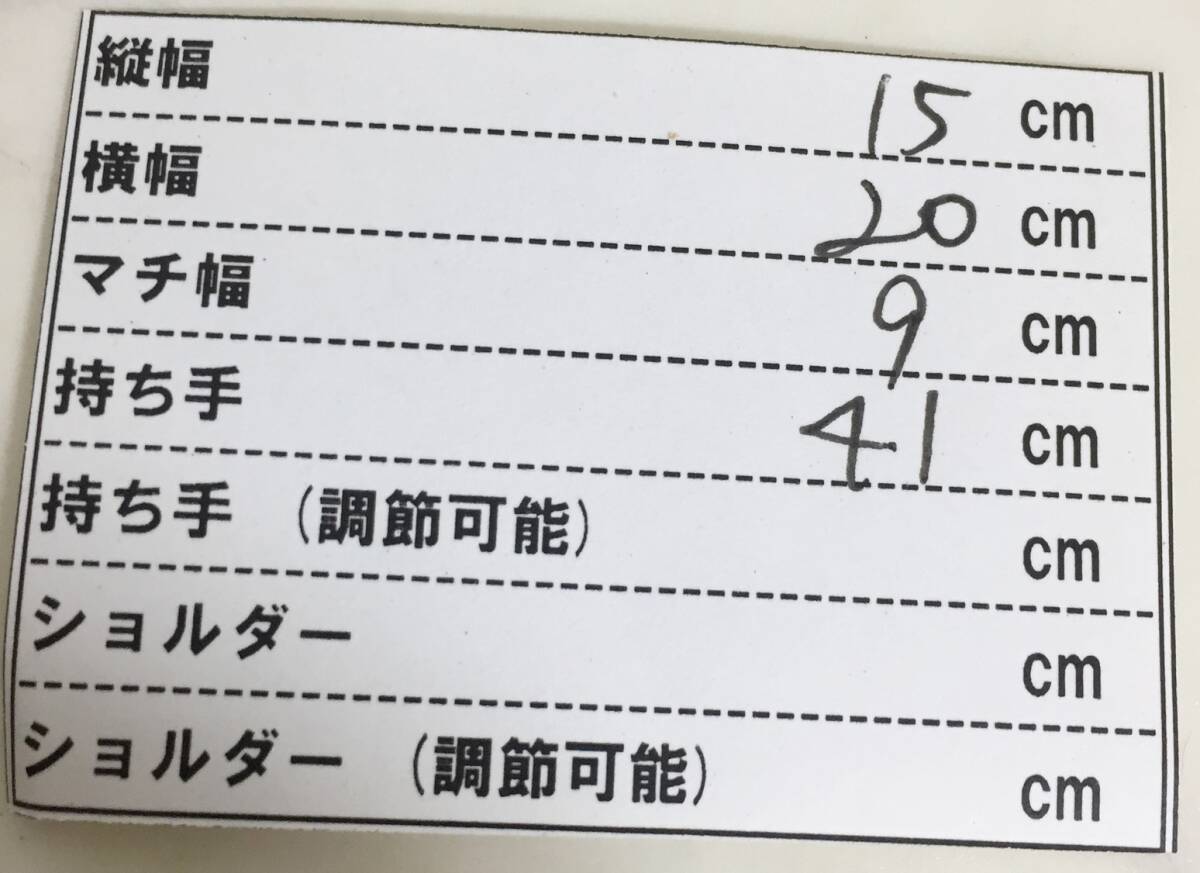 縦幅 15 cm
横幅 20 cm
マチ幅 9 cm
持ち手 41 cm
持ち手 (調節可能) cm
ショルダー cm
ショルダー (調節可能) cm